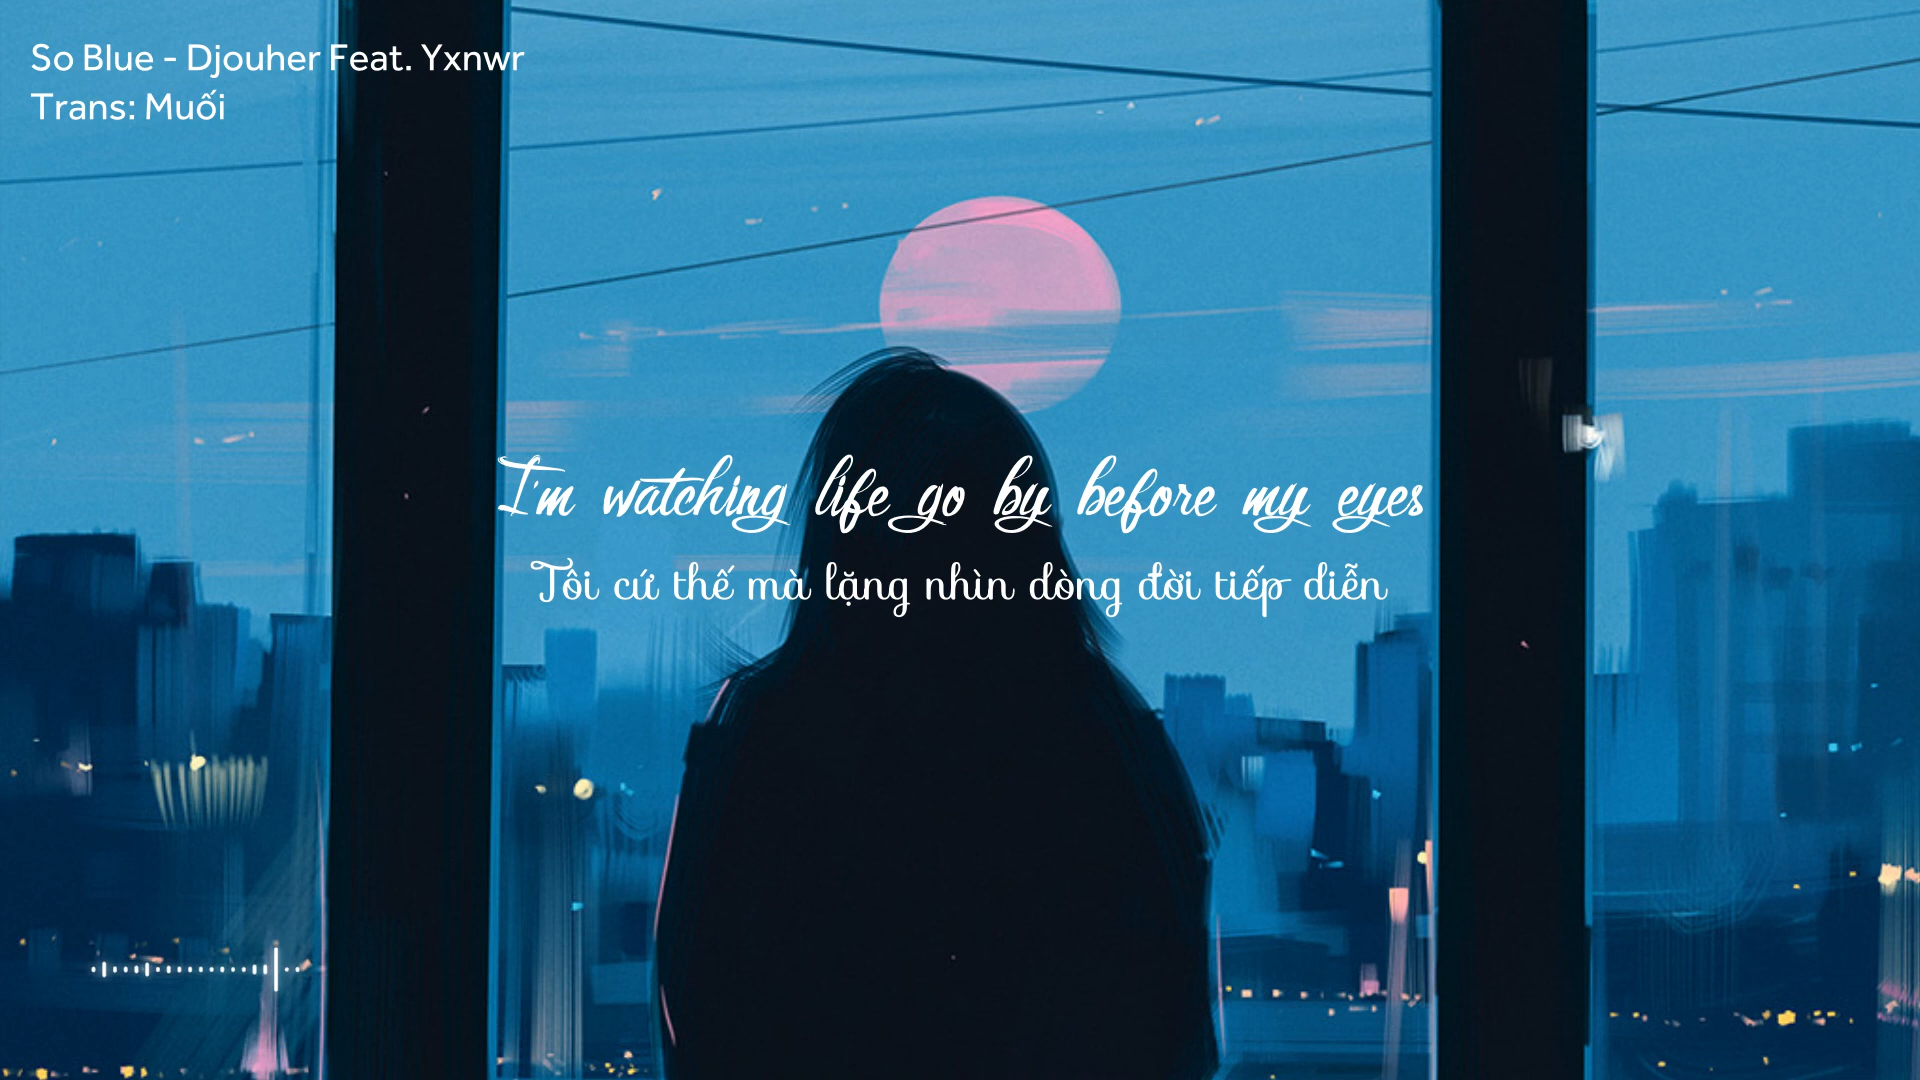 So Blue - Djouher Feat. Yxnwr
Trans: Muối
I'm watching life go by before my eyes
Tôi cứ thế mà lặng nhìn dòng đời tiếp diễn